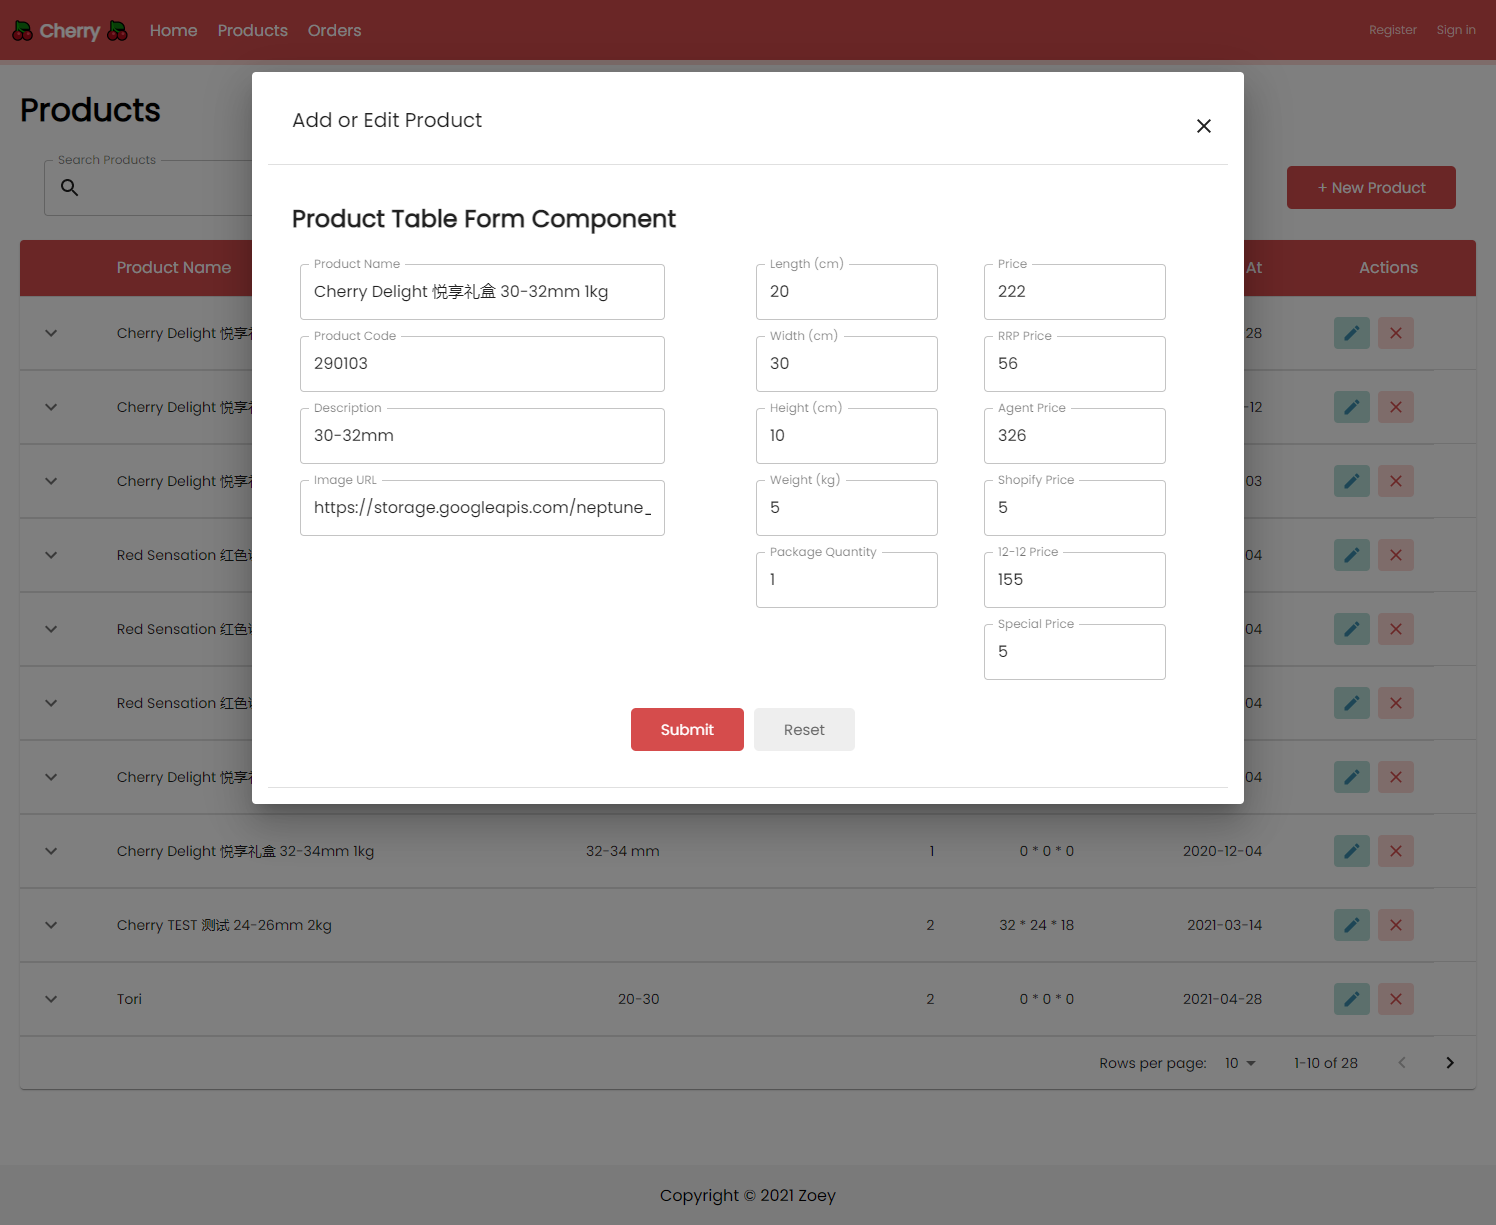 Cherry
Home Products Orders
Register Sign in
Products
Search Products
+ New Product
Add or Edit Product
Product Table Form Component
Product Name
Cherry Delight 悦享礼盒 30-32mm 1kg
Product Code
290103
Description
30-32mm
Image URL
https://storage.googleapis.com/neptune_
Length (cm)
20
Width (cm)
30
Height (cm)
10
Weight (kg)
5
Package Quantity
1
Price
222
RRP Price
56
Agent Price
326
Shopify Price
5
12-12 Price
155
Special Price
5
Submit Reset
Product Name At Actions
Cherry Delight 悦享 28
Cherry Delight 悦享 -12
Cherry Delight 悦享 03
Red Sensation 红色 04
Red Sensation 红色 04
Red Sensation 红色 04
Cherry Delight 悦享 04
Cherry Delight 悦享礼盒 32-34mm 1kg 32-34 mm 1 0 * 0 * 0 2020-12-04
Cherry TEST 测试 24-26mm 2kg 2 32 * 24 * 18 2021-03-14
Tori 20-30 2 0 * 0 * 0 2021-04-28
Rows per page: 10 1-10 of 28
Copyright © 2021 Zoey